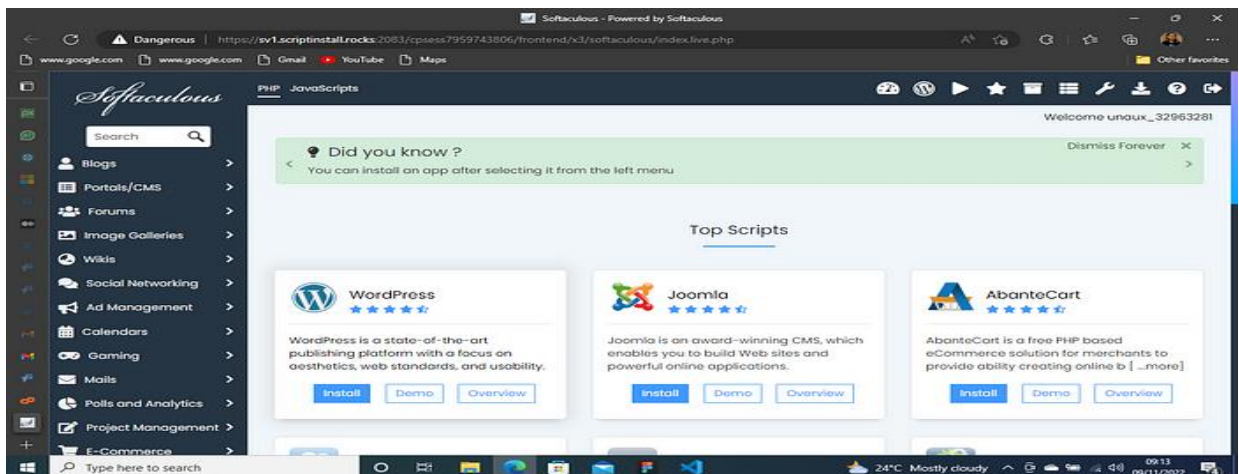 Softaculous - Powered by Softaculous
Dangerous https://sv1.scriptinstall.rocks:2083/cpsess7959743806/frontend/x3/softaculous/index.live.php
www.google.com www.google.com Gmail YouTube Maps Other favorites
Softaculous
PHP JavaScripts
Welcome unaux_32963281
Search
Did you know ?
Dismiss Forever
You can install an app after selecting it from the left menu
Blogs
Portals/CMS
Forums
Image Galleries
Wikis
Social Networking
Ad Management
Calendars
Gaming
Mails
Polls and Analytics
Project Management
E-Commerce
Top Scripts
WordPress
WordPress is a state-of-the-art
publishing platform with a focus on
aesthetics, web standards, and usability.
Install Demo Overview
Joomla
Joomla is an award-winning CMS, which
enables you to build Web sites and
powerful online applications.
Install Demo Overview
AbanteCart
AbanteCart is a free PHP based
eCommerce solution for merchants to
provide ability creating online b [ ...more]
Install Demo Overview
Type here to search
24°C Mostly cloudy
09:13
09/11/2022